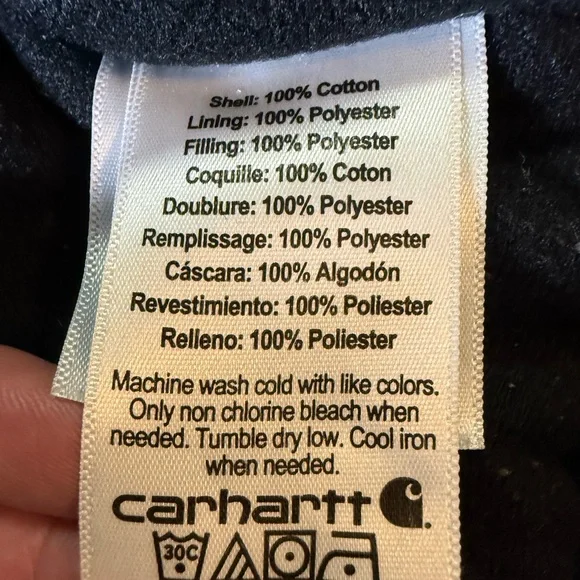 Shell: 100% Cotton
Lining: 100% Polyester
Filling: 100% Polyester
Coquille: 100% Coton
Doublure: 100% Polyester
Remplissage: 100% Polyester
Cáscara: 100% Algodón
Revestimiento: 100% Poliester
Relleno: 100% Poliester
Machine wash cold with like colors.
Only non chlorine bleach when
needed. Tumble dry low. Cool iron
when needed.
carhartt
30C